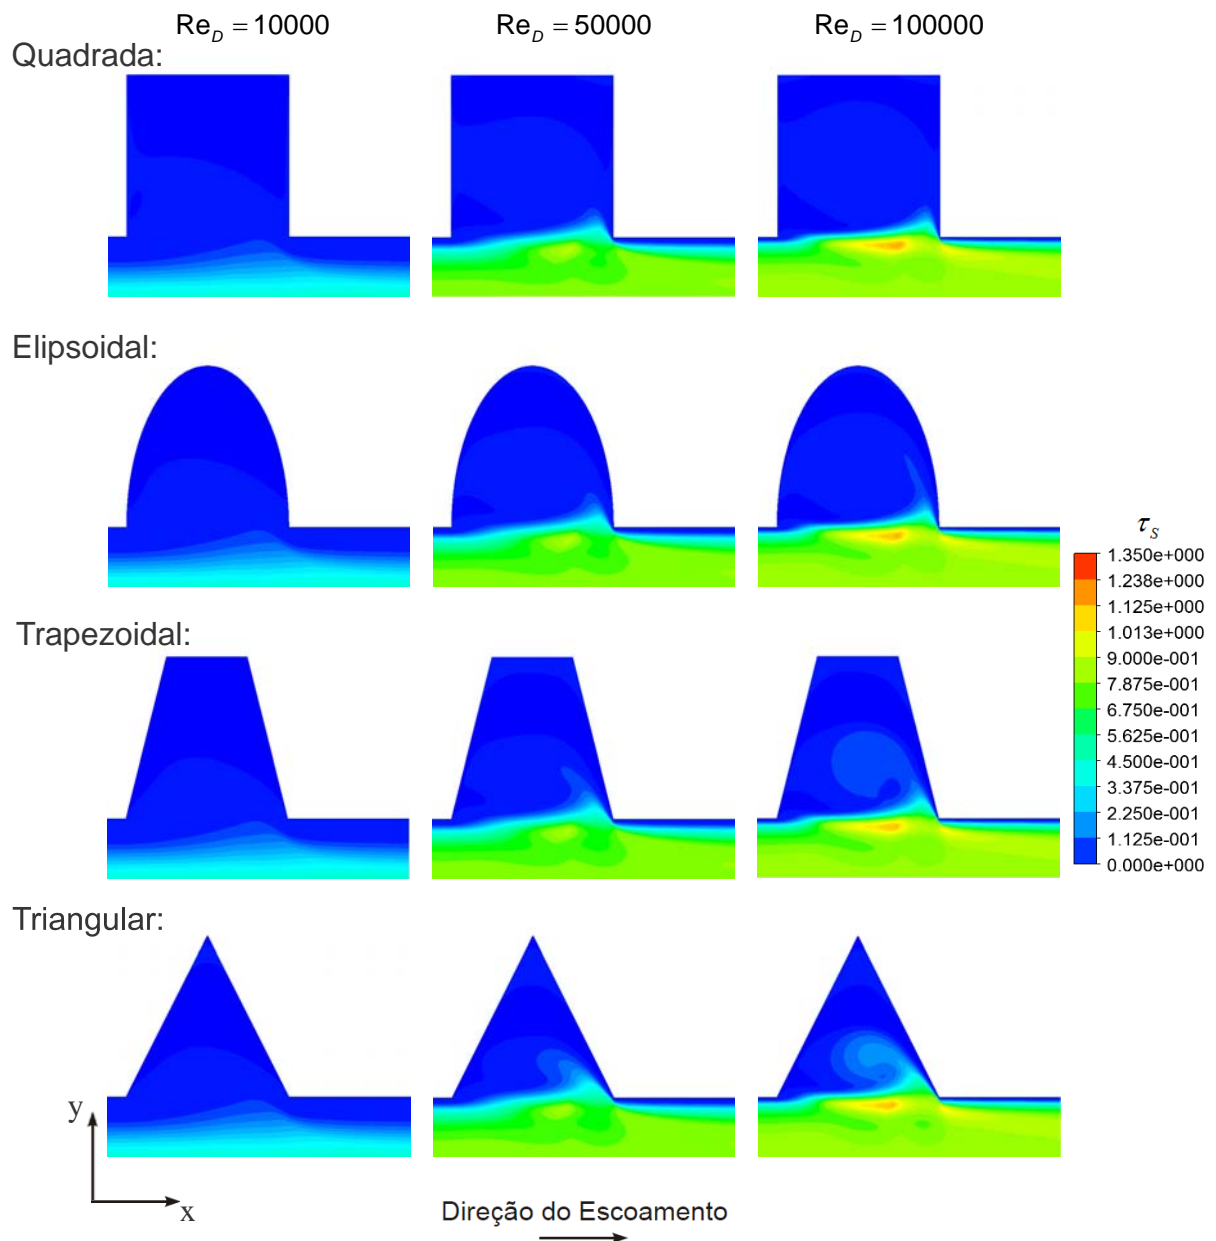 Re_D = 10000 Re_D = 50000 Re_D = 100000
Quadrada:
Elipsoidal:
τ_S
1.350e+000
1.238e+000
1.125e+000
1.013e+000
9.000e-001
7.875e-001
6.750e-001
5.625e-001
4.500e-001
3.375e-001
2.250e-001
1.125e-001
0.000e+000
Trapezoidal:
Triangular:
y
x
Direção do Escoamento